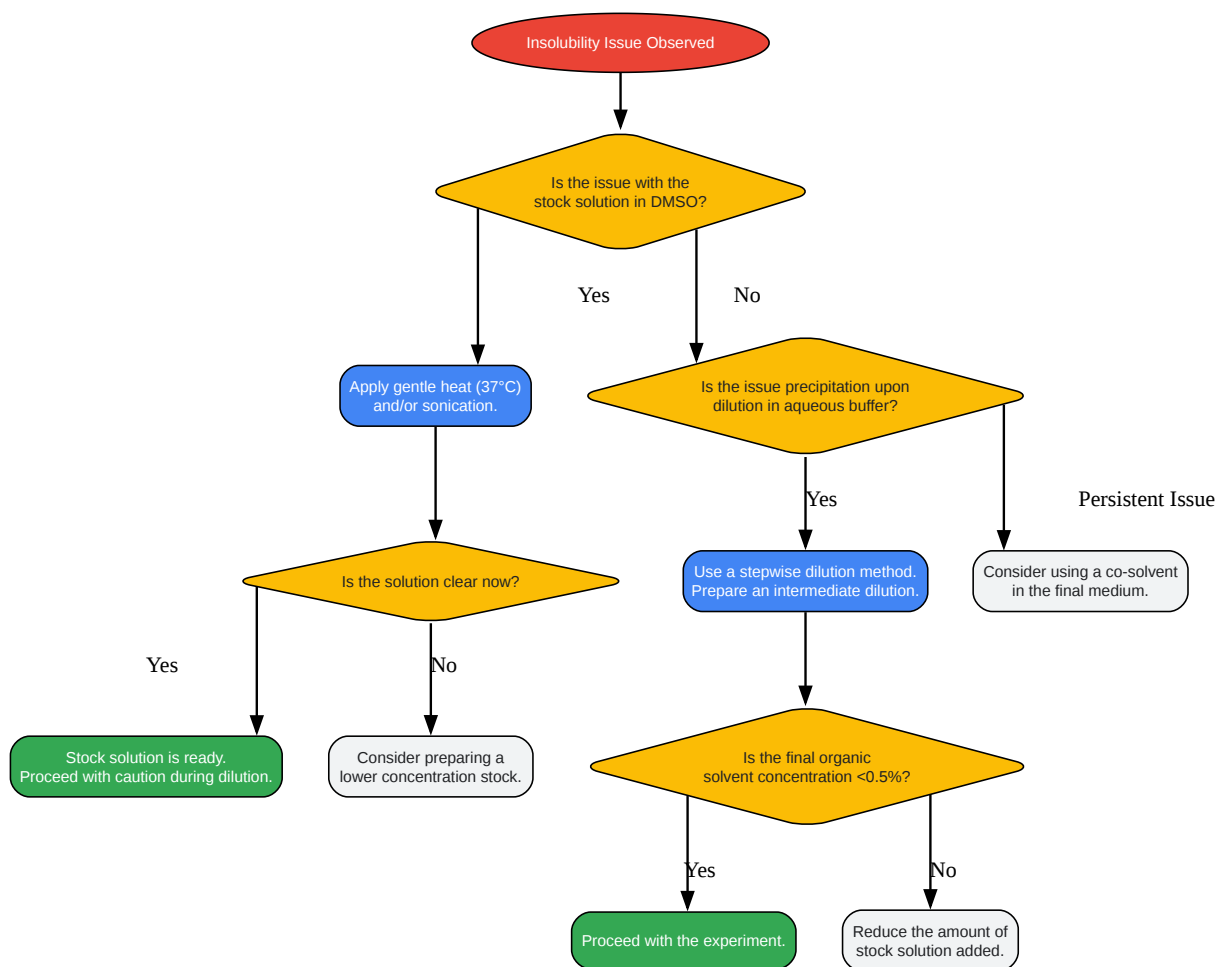 Insolubility Issue Observed
Is the issue with the
stock solution in DMSO?
Yes
No
Apply gentle heat (37°C)
and/or sonication.
Is the issue precipitation upon
dilution in aqueous buffer?
Yes
Persistent Issue
Is the solution clear now?
Use a stepwise dilution method.
Prepare an intermediate dilution.
Consider using a co-solvent
in the final medium.
Yes
No
Stock solution is ready.
Proceed with caution during dilution.
Consider preparing a
lower concentration stock.
Is the final organic
solvent concentration <0.5%?
Yes
No
Proceed with the experiment.
Reduce the amount of
stock solution added.